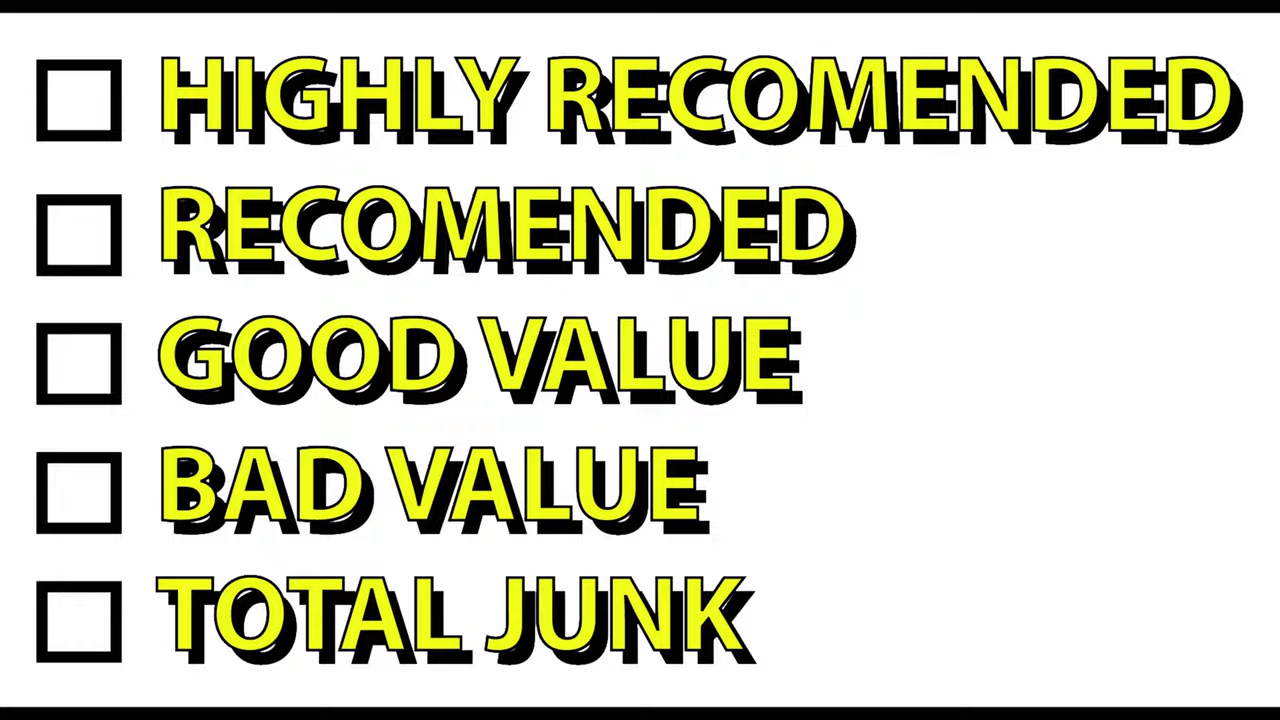 HIGHLY RECOMENDED
RECOMENDED
GOOD VALUE
BAD VALUE
TOTAL JUNK